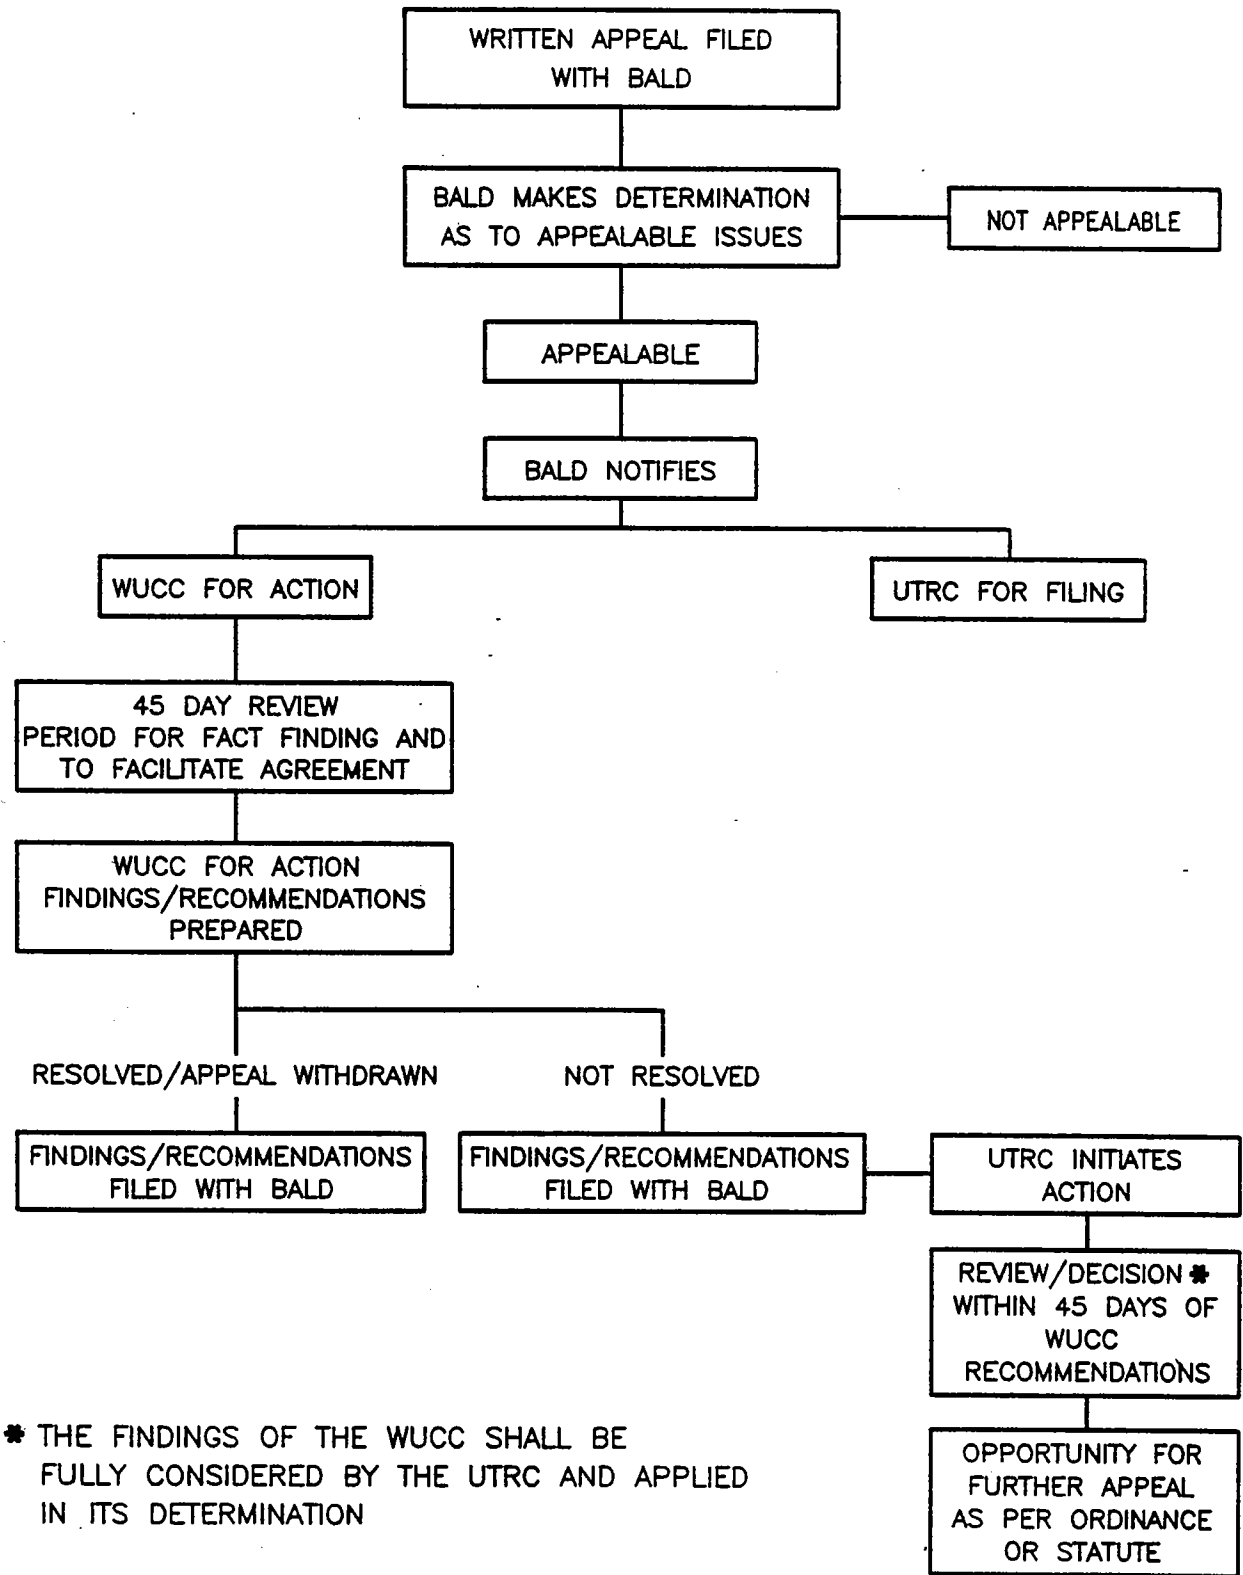 WRITTEN APPEAL FILED
WITH BALD
BALD MAKES DETERMINATION
AS TO APPEALABLE ISSUES
NOT APPEALABLE
APPEALABLE
BALD NOTIFIES
WUCC FOR ACTION
UTRC FOR FILING
45 DAY REVIEW
PERIOD FOR FACT FINDING AND
TO FACILITATE AGREEMENT
WUCC FOR ACTION
FINDINGS/RECOMMENDATIONS
PREPARED
RESOLVED/APPEAL WITHDRAWN
NOT RESOLVED
FINDINGS/RECOMMENDATIONS
FILED WITH BALD
FINDINGS/RECOMMENDATIONS
FILED WITH BALD
UTRC INITIATES
ACTION
REVIEW/DECISION *
WITHIN 45 DAYS OF
WUCC
RECOMMENDATIONS
OPPORTUNITY FOR
FURTHER APPEAL
AS PER ORDINANCE
OR STATUTE
* THE FINDINGS OF THE WUCC SHALL BE
FULLY CONSIDERED BY THE UTRC AND APPLIED
IN ITS DETERMINATION